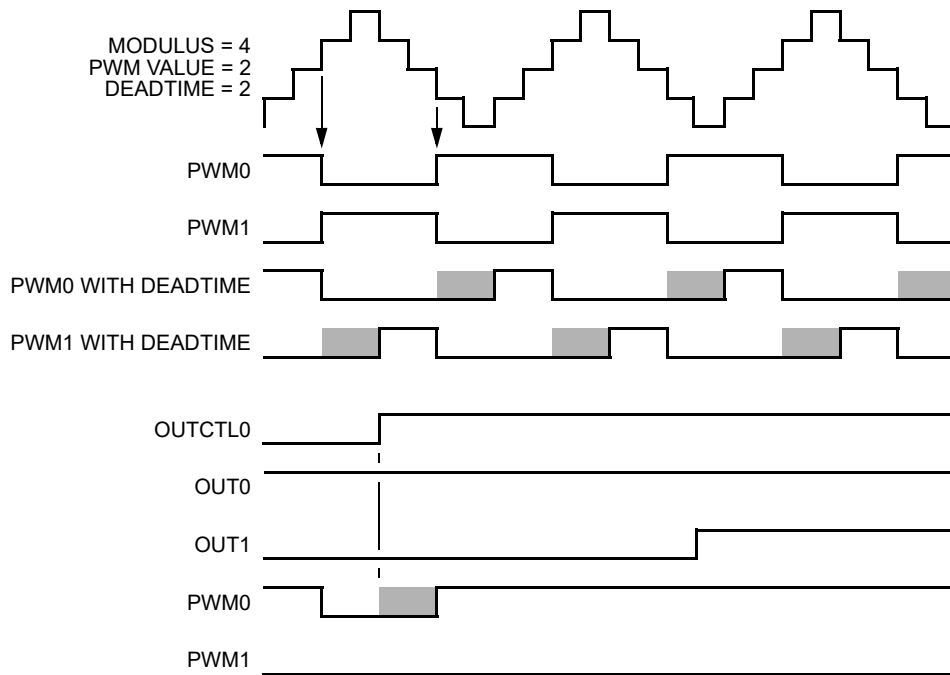 MODULUS = 4
PWM VALUE = 2
DEADTIME = 2
PWM0
PWM1
PWM0 WITH DEADTIME
PWM1 WITH DEADTIME
OUTCTL0
OUT0
OUT1
PWM0
PWM1